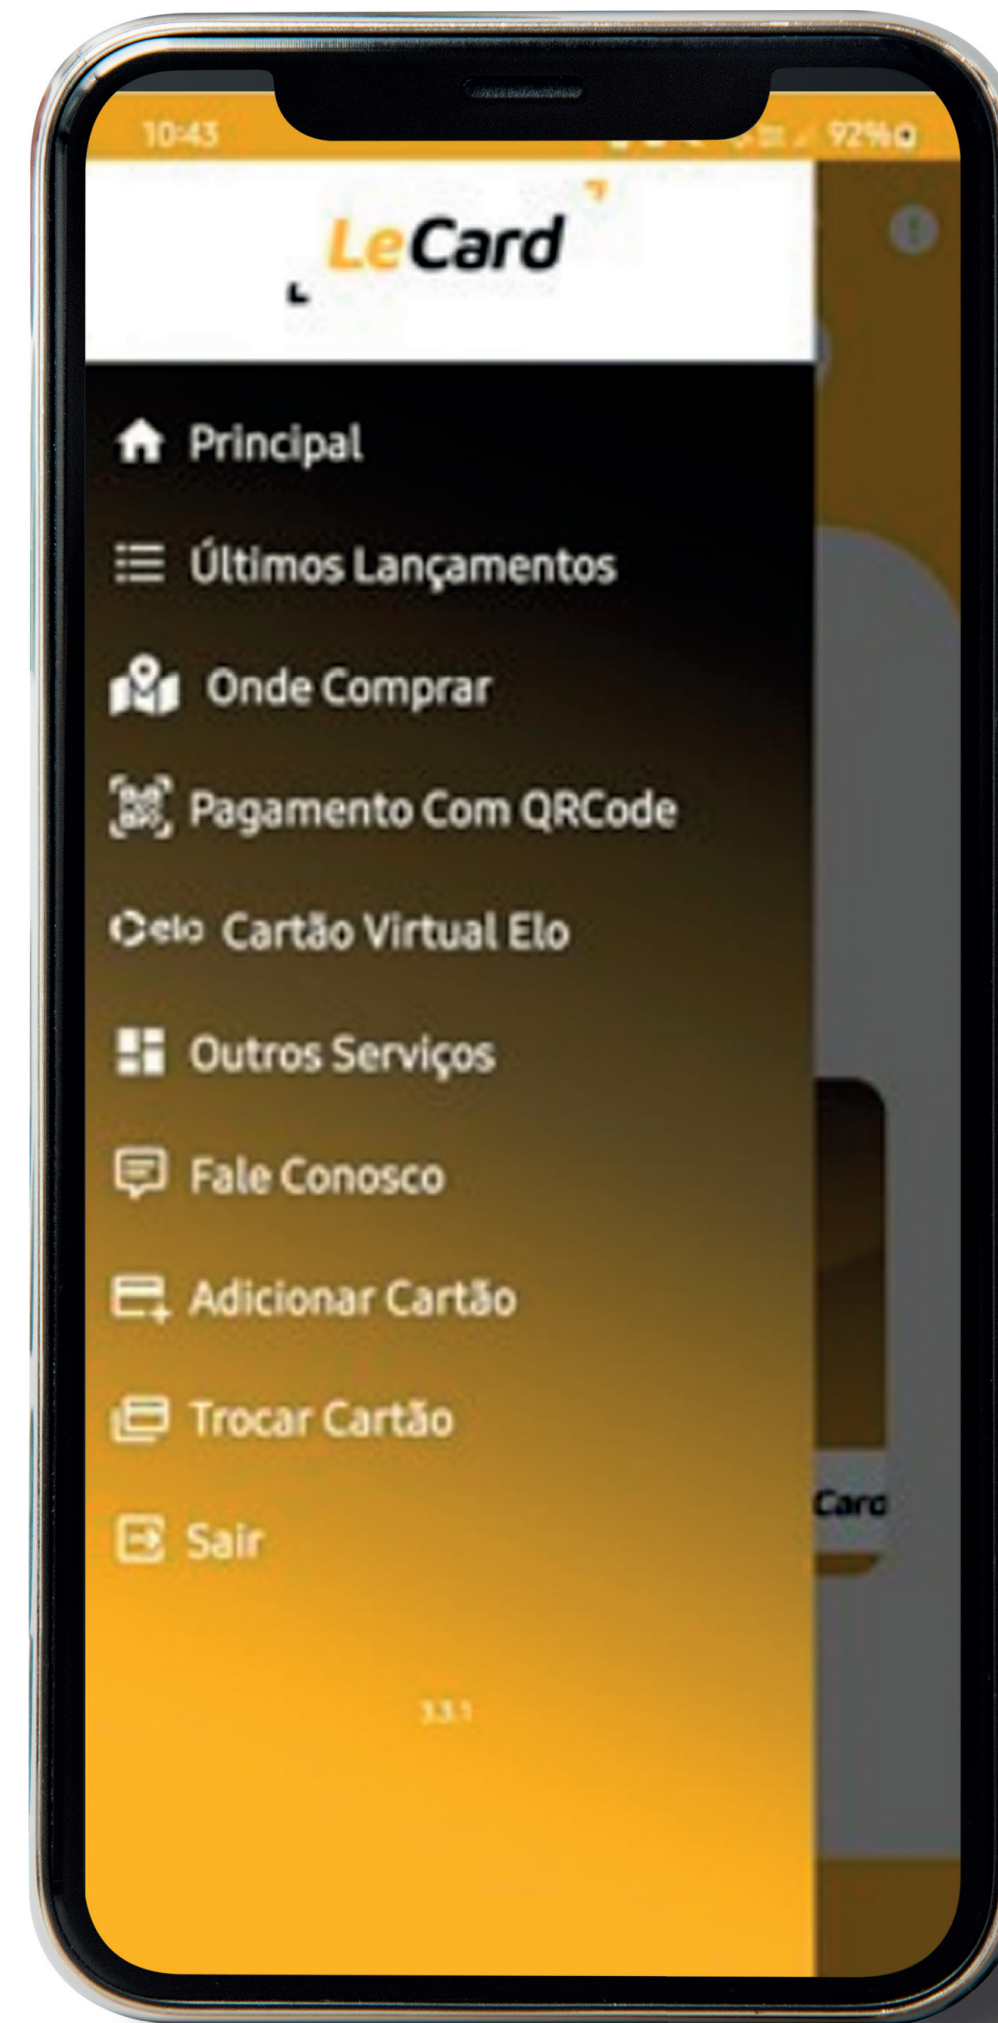 10:43
92%
LeCard
Principal
Últimos Lançamentos
Onde Comprar
Pagamento Com QRCode
elo Cartão Virtual Elo
Outros Serviços
Fale Conosco
Adicionar Cartão
Trocar Cartão
Card
Sair
3.3.1